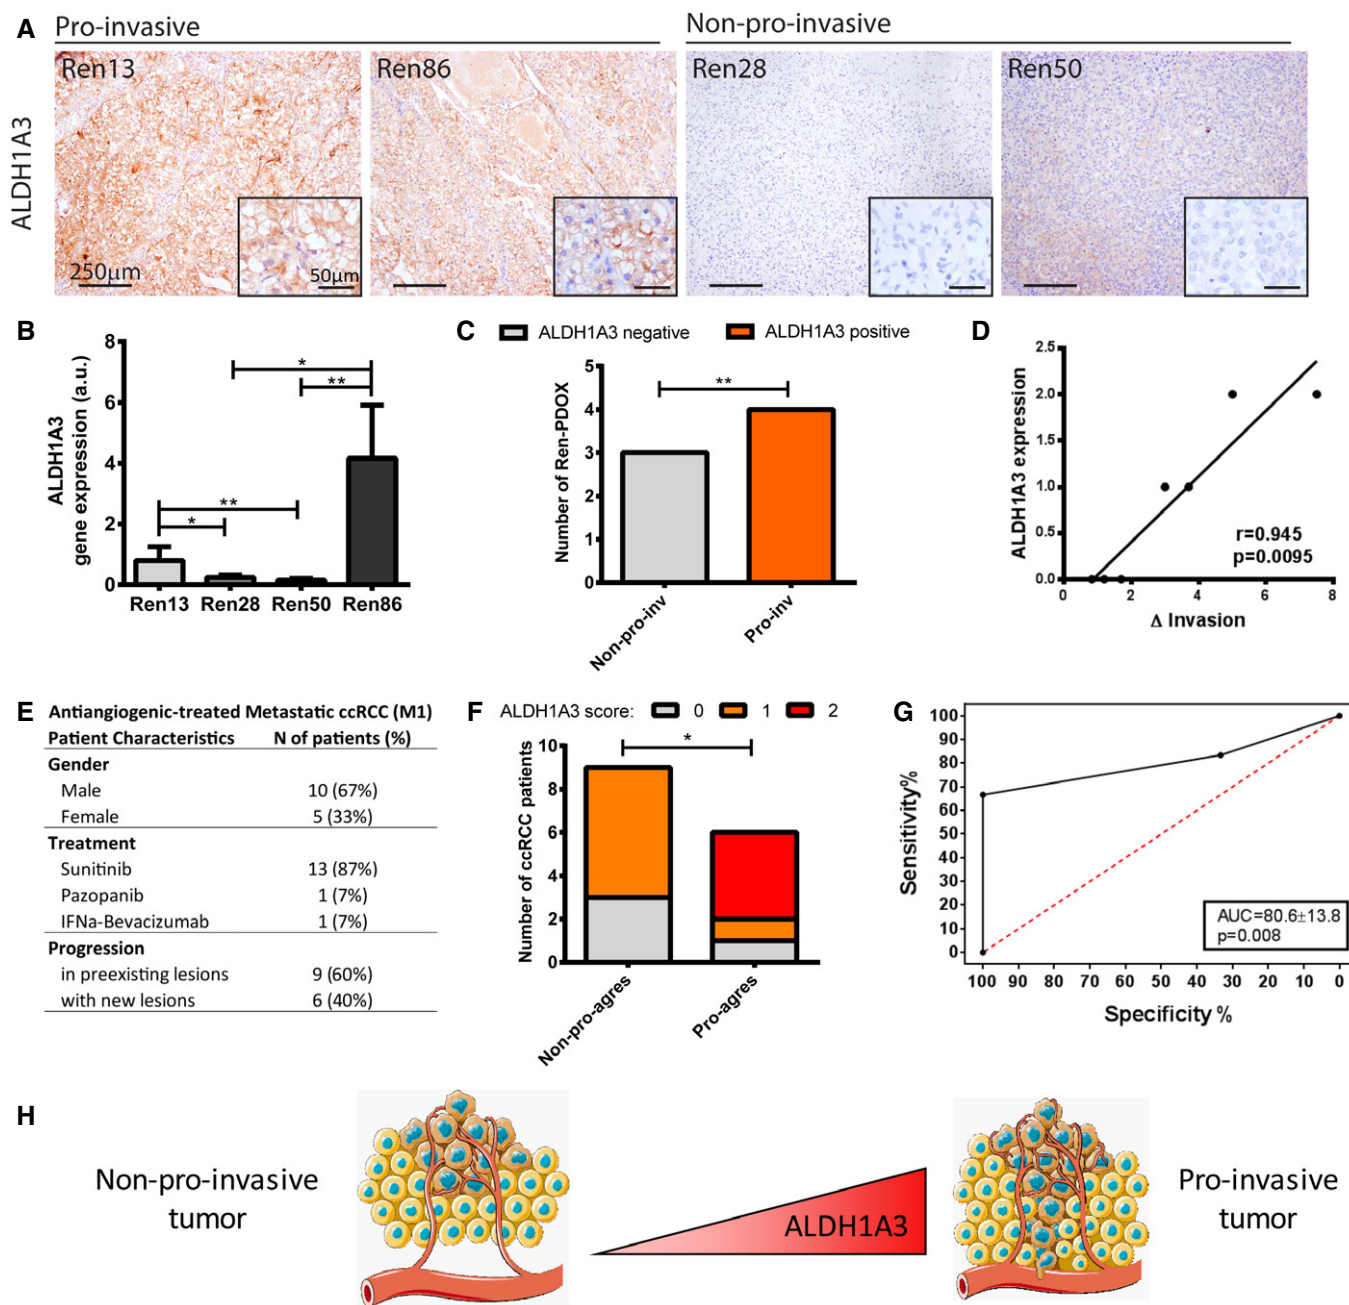 A
Pro-invasive
Non-pro-invasive
ALDH1A3
Ren13
Ren86
Ren28
Ren50
250µm
50µm
B
ALDH1A3
gene expression (a.u.)
8
6
4
2
0
*
**
**
*
Ren13 Ren28 Ren50 Ren86
C
ALDH1A3 negative
ALDH1A3 positive
Number of Ren-PDOX
5
4
3
2
1
0
**
Non-pro-inv
Pro-inv
D
ALDH1A3 expression
2.5
2.0
1.5
1.0
0.5
0.0
r=0.945
p=0.0095
0 2 4 6 8
Δ Invasion
E
Antiangiogenic-treated Metastatic ccRCC (M1)
Patient Characteristics N of patients (%)
Gender
Male 10 (67%)
Female 5 (33%)
Treatment
Sunitinib 13 (87%)
Pazopanib 1 (7%)
IFNa-Bevacizumab 1 (7%)
Progression
in preexisting lesions 9 (60%)
with new lesions 6 (40%)
F
ALDH1A3 score: 0 1 2
Number of ccRCC patients
10
8
6
4
2
0
*
Non-pro-agres
Pro-agres
G
Sensitivity%
100
90
80
70
60
50
40
30
20
10
0
AUC=80.6±13.8
p=0.008
100 90 80 70 60 50 40 30 20 10 0
Specificity %
H
Non-pro-invasive
tumor
ALDH1A3
Pro-invasive
tumor